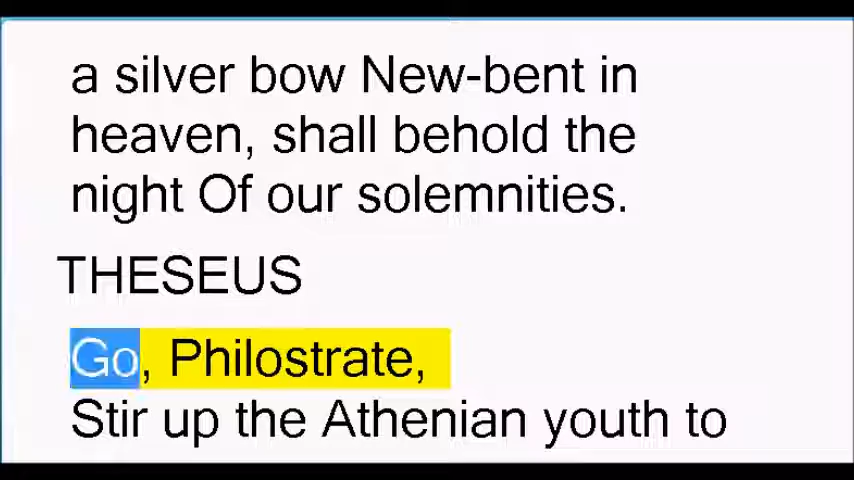 a silver bow New-bent in
heaven, shall behold the
night Of our solemnities.
THESEUS
Go, Philostrate,
Stir up the Athenian youth to